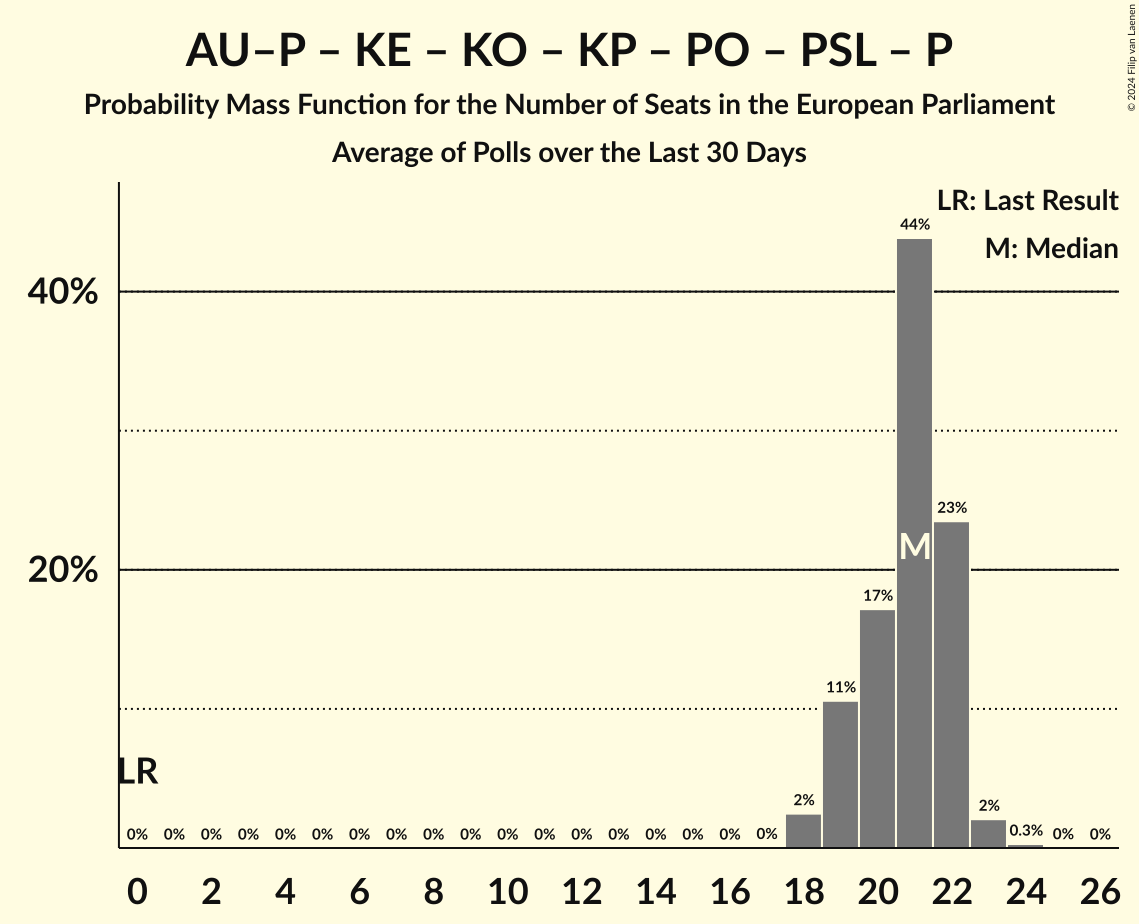 AU–P – KE – KO – KP – PO – PSL – P
Probability Mass Function for the Number of Seats in the European Parliament
Average of Polls over the Last 30 Days
© 2024 Filip van Laenen
LR: Last Result
M: Median
44%
40%
23%
M
20%
17%
11%
LR
2%
2%
0.3%
0% 0% 0% 0% 0% 0% 0% 0% 0% 0% 0% 0% 0% 0% 0% 0% 0% 0% 0% 0%
0 2 4 6 8 10 12 14 16 18 20 22 24 26